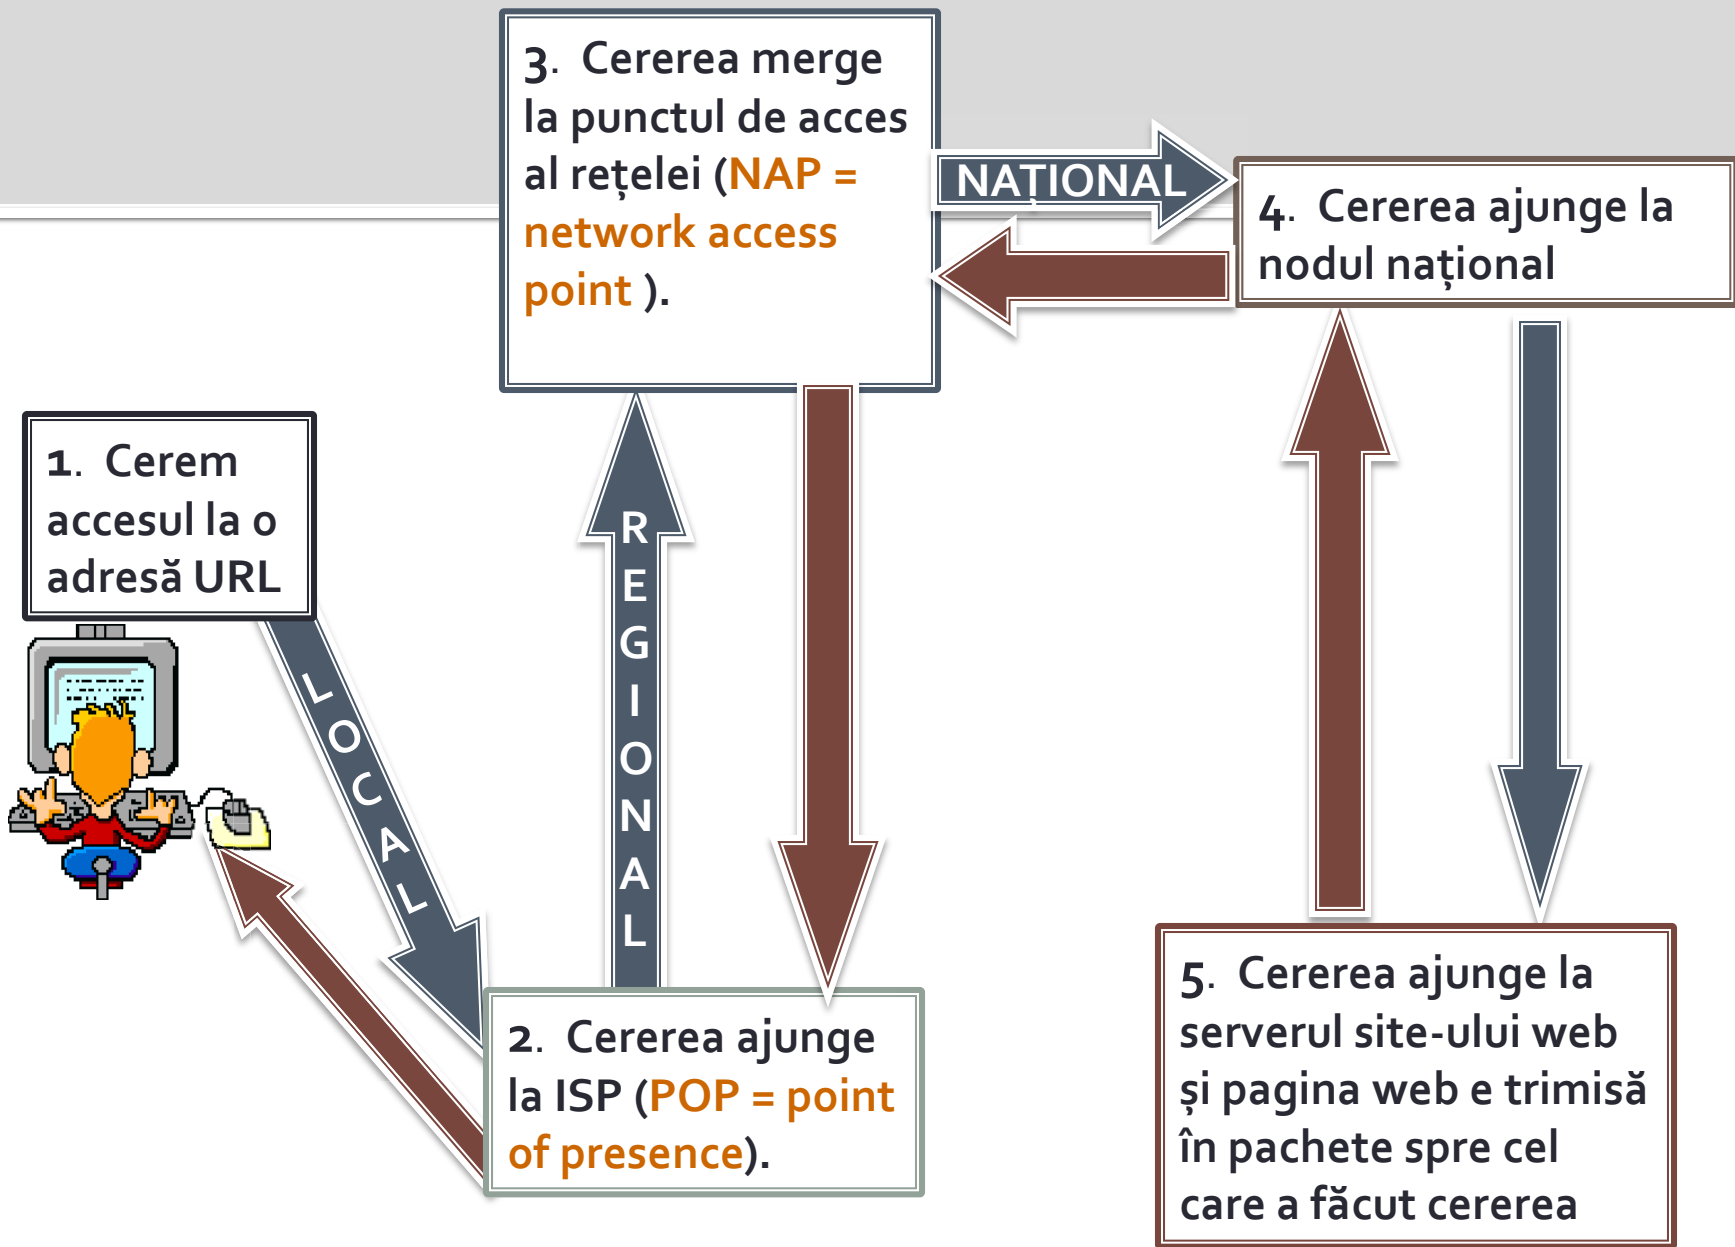 3. Cererea merge
la punctul de acces
al rețelei (NAP =
network access
point ).
NAȚIONAL
4. Cererea ajunge la
nodul național
1. Cerem
accesul la o
adresă URL
LOCAL
REGIONAL
2. Cererea ajunge
la ISP (POP = point
of presence).
5. Cererea ajunge la
serverul site-ului web
și pagina web e trimisă
în pachete spre cel
care a făcut cererea